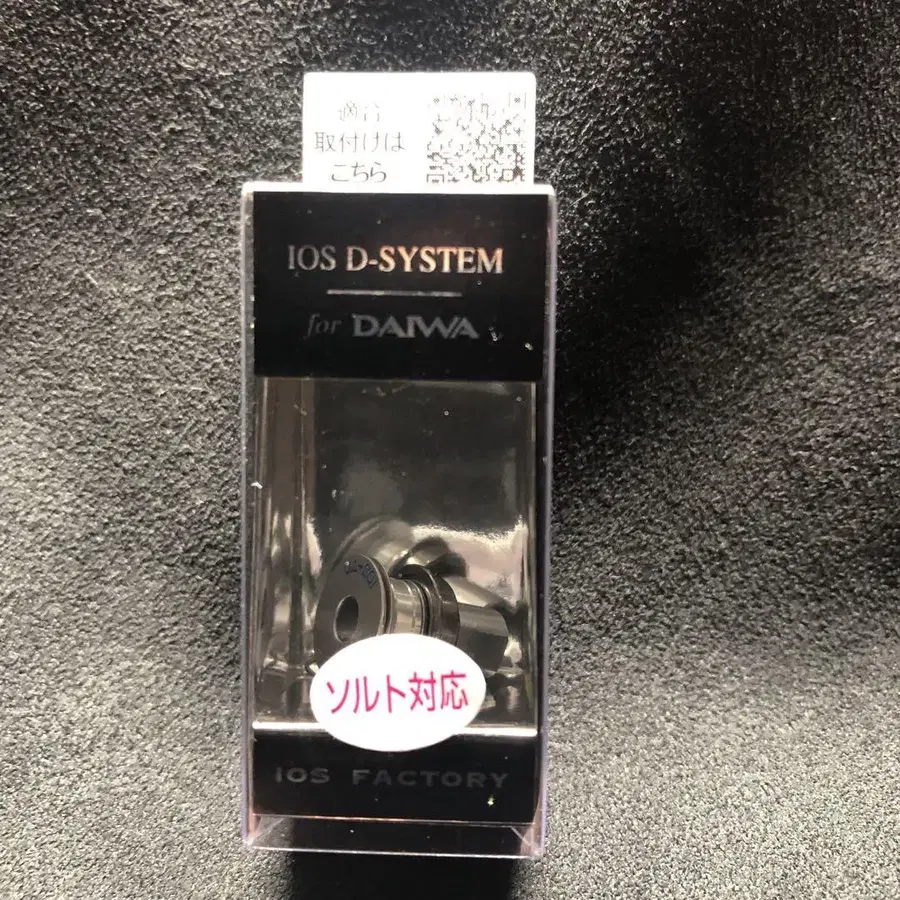 適合
取付けは
こちら
IOS D-SYSTEM
for DAIWA
ソルト対応
IOS FACTORY